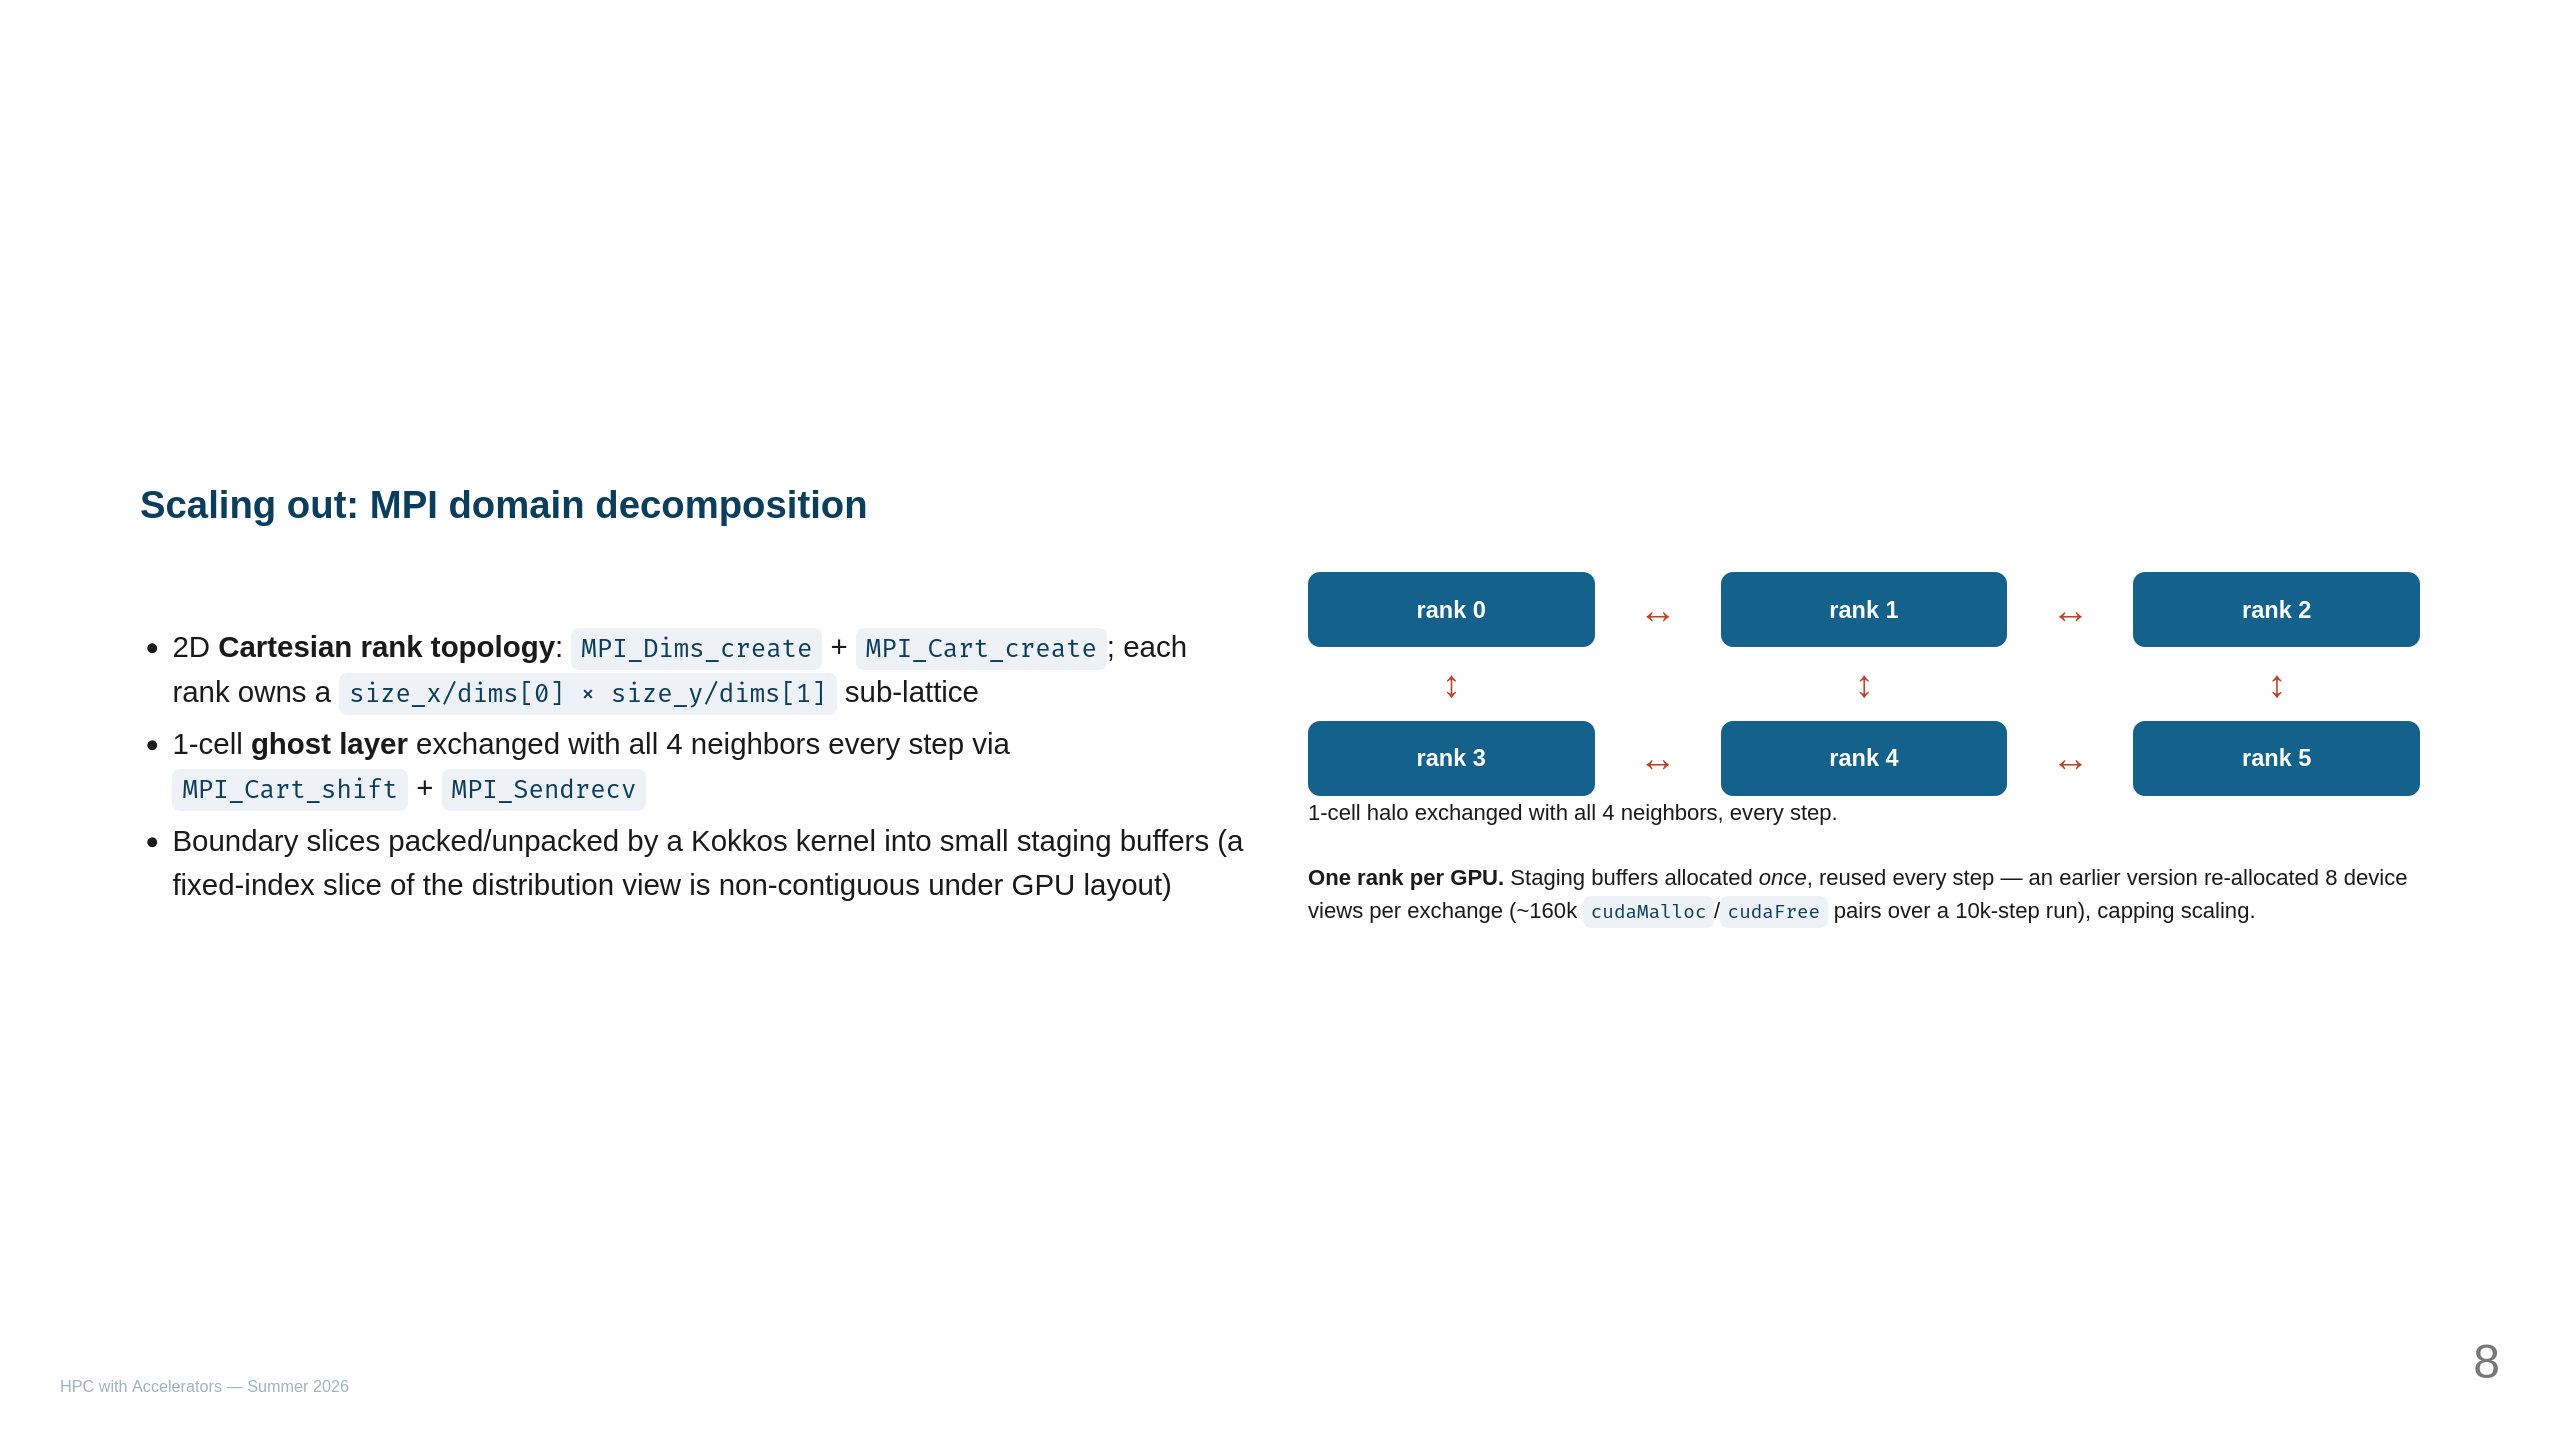 Scaling out: MPI domain decomposition
• 2D Cartesian rank topology: MPI_Dims_create + MPI_Cart_create; each
rank owns a size_x/dims[0] × size_y/dims[1] sub-lattice
• 1-cell ghost layer exchanged with all 4 neighbors every step via
MPI_Cart_shift + MPI_Sendrecv
• Boundary slices packed/unpacked by a Kokkos kernel into small staging buffers (a
fixed-index slice of the distribution view is non-contiguous under GPU layout)
rank 0 ↔ rank 1 ↔ rank 2
↕ ↕ ↕
rank 3 ↔ rank 4 ↔ rank 5
1-cell halo exchanged with all 4 neighbors, every step.
One rank per GPU. Staging buffers allocated once, reused every step — an earlier version re-allocated 8 device
views per exchange (~160k cudaMalloc/cudaFree pairs over a 10k-step run), capping scaling.
HPC with Accelerators — Summer 2026
8